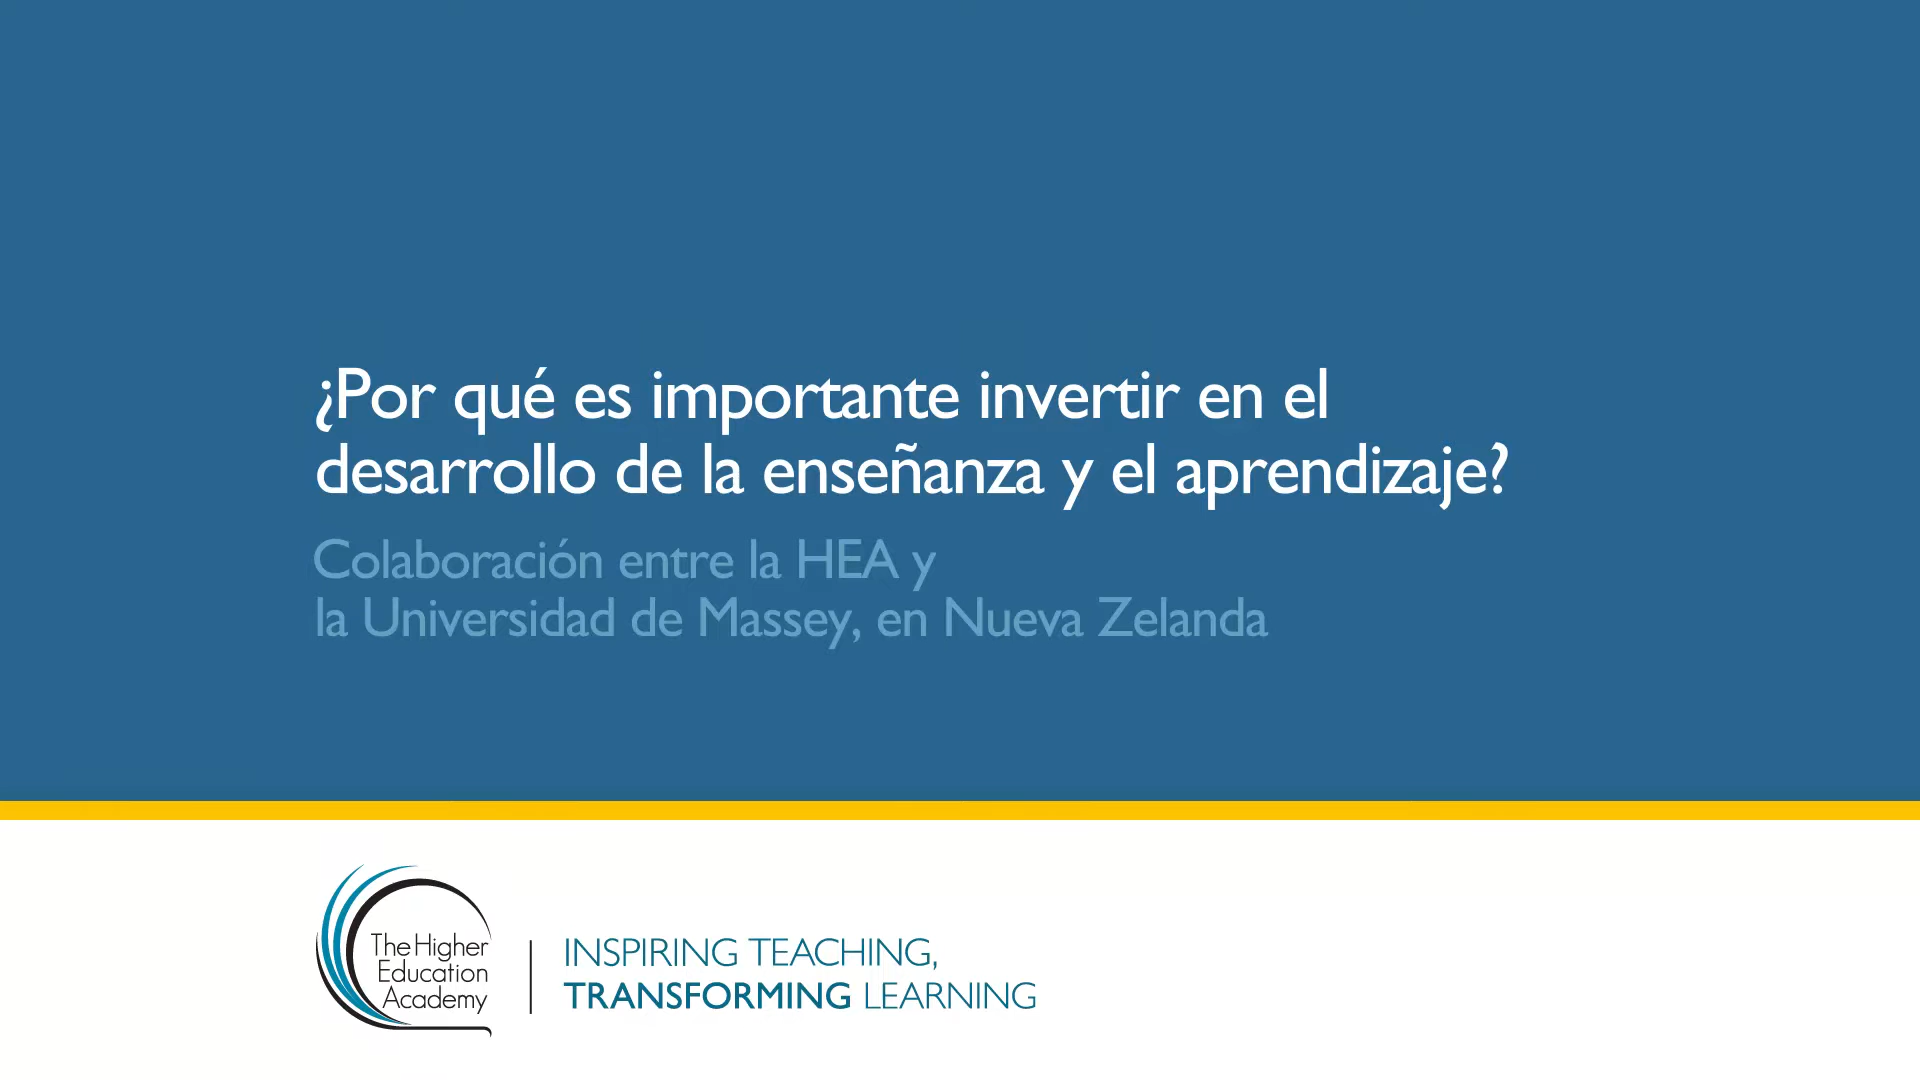 ¿Por qué es importante invertir en el
desarrollo de la enseñanza y el aprendizaje?
Colaboración entre la HEA y
la Universidad de Massey, en Nueva Zelanda
The Higher
Education
Academy
INSPIRING TEACHING,
TRANSFORMING LEARNING